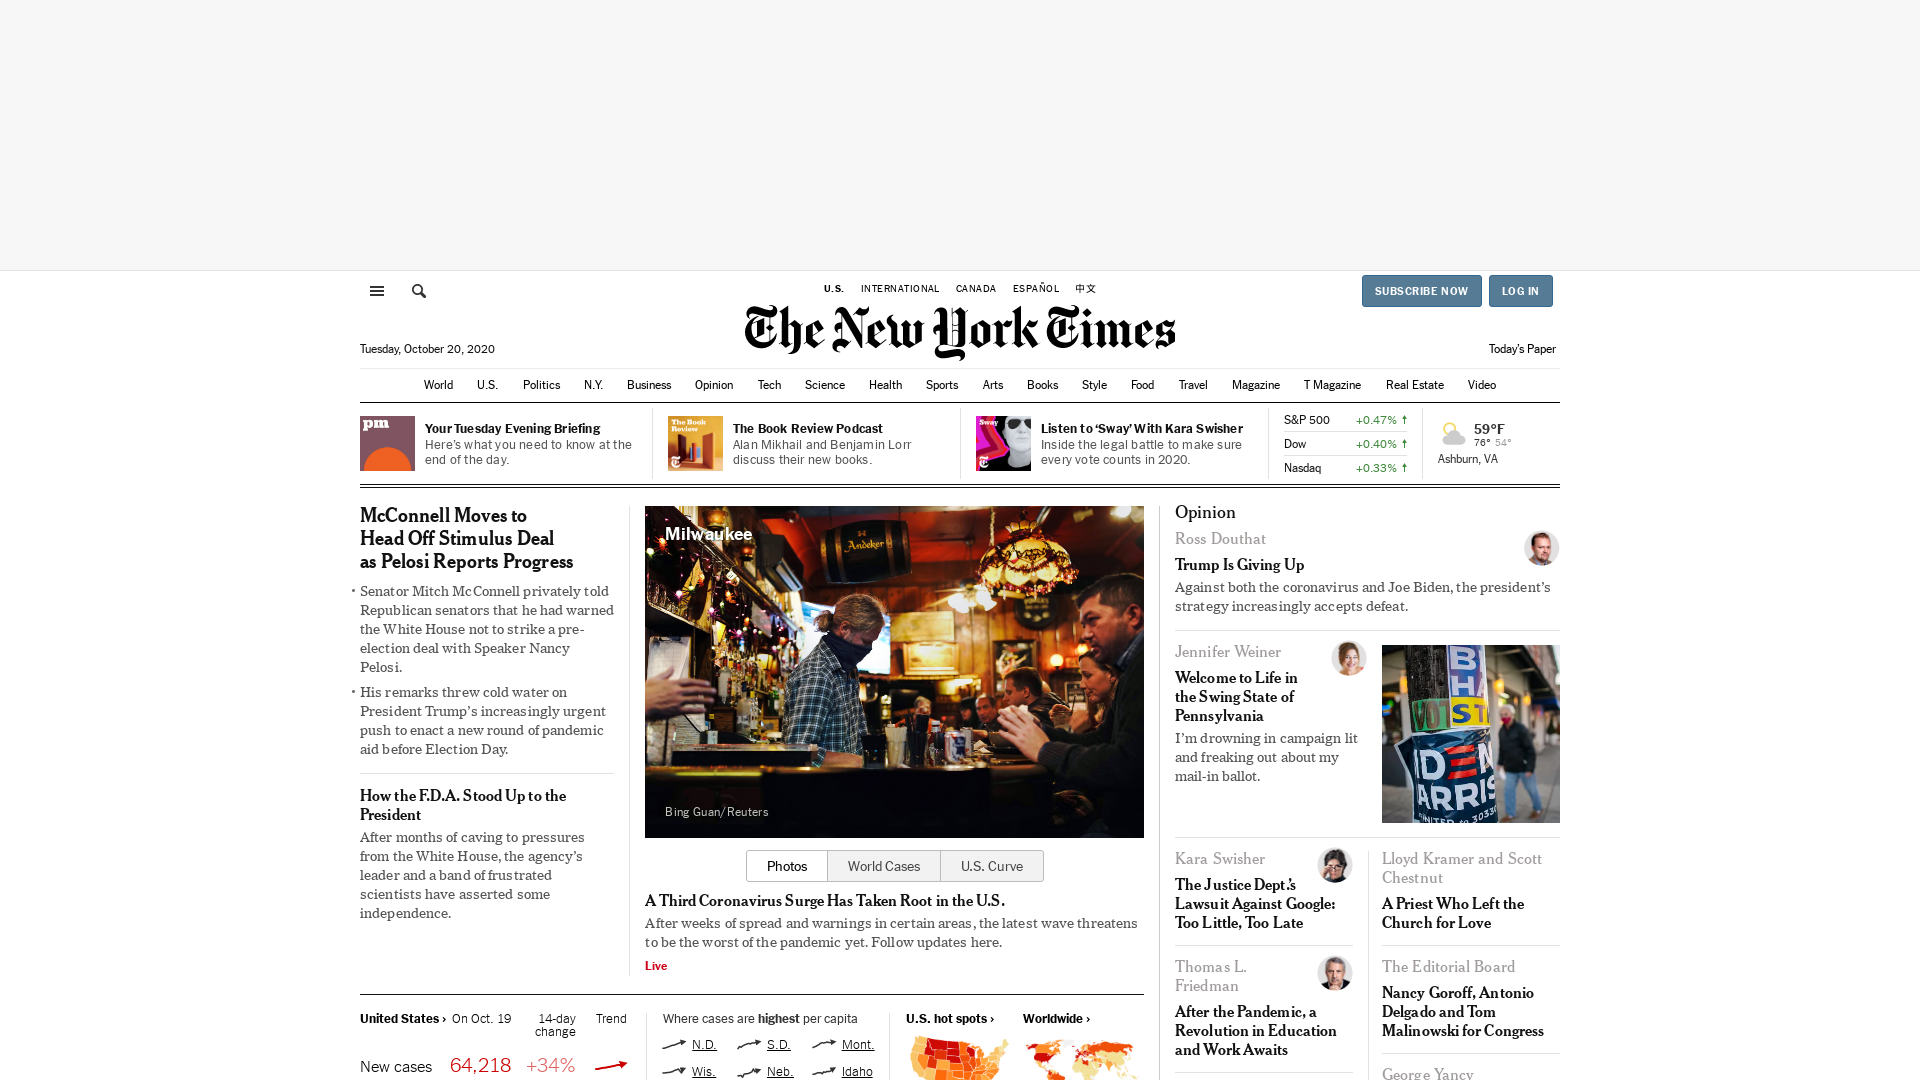 U.S.
INTERNATIONAL
CANADA
ESPAÑOL
中文
SUBSCRIBE NOW
LOG IN
The New York Times
Tuesday, October 20, 2020
Today's Paper
World U.S. Politics N.Y. Business Opinion Tech Science Health Sports Arts Books Style Food Travel Magazine T Magazine Real Estate Video
pm
Your Tuesday Evening Briefing
Here's what you need to know at the
end of the day.
The Book
Review
The Book Review Podcast
Alan Mikhail and Benjamin Lorr
discuss their new books.
Sway
Listen to ‘Sway’ With Kara Swisher
Inside the legal battle to make sure
every vote counts in 2020.
S&P 500 +0.47%
Dow +0.40%
Nasdaq +0.33%
59°F
76° 54°
Ashburn, VA
McConnell Moves to
Head Off Stimulus Deal
as Pelosi Reports Progress
• Senator Mitch McConnell privately told
Republican senators that he had warned
the White House not to strike a pre-
election deal with Speaker Nancy
Pelosi.
• His remarks threw cold water on
President Trump’s increasingly urgent
push to enact a new round of pandemic
aid before Election Day.
How the F.D.A. Stood Up to the
President
After months of caving to pressures
from the White House, the agency’s
leader and a band of frustrated
scientists have asserted some
independence.
Milwaukee
Andeker
Bing Guan/Reuters
Photos
World Cases
U.S. Curve
A Third Coronavirus Surge Has Taken Root in the U.S.
After weeks of spread and warnings in certain areas, the latest wave threatens
to be the worst of the pandemic yet. Follow updates here.
Live
United States › On Oct. 19 14-day Trend
change
New cases 64,218 +34%
Where cases are highest per capita
N.D. S.D. Mont.
Wis. Neb. Idaho
U.S. hot spots ›
Worldwide ›
Opinion
Ross Douthat
Trump Is Giving Up
Against both the coronavirus and Joe Biden, the president’s
strategy increasingly accepts defeat.
Jennifer Weiner
Welcome to Life in
the Swing State of
Pennsylvania
I’m drowning in campaign lit
and freaking out about my
mail-in ballot.
Kara Swisher
The Justice Dept.’s
Lawsuit Against Google:
Too Little, Too Late
Lloyd Kramer and Scott
Chestnut
A Priest Who Left the
Church for Love
Thomas L.
Friedman
After the Pandemic, a
Revolution in Education
and Work Awaits
The Editorial Board
Nancy Goroff, Antonio
Delgado and Tom
Malinowski for Congress
George Yancy